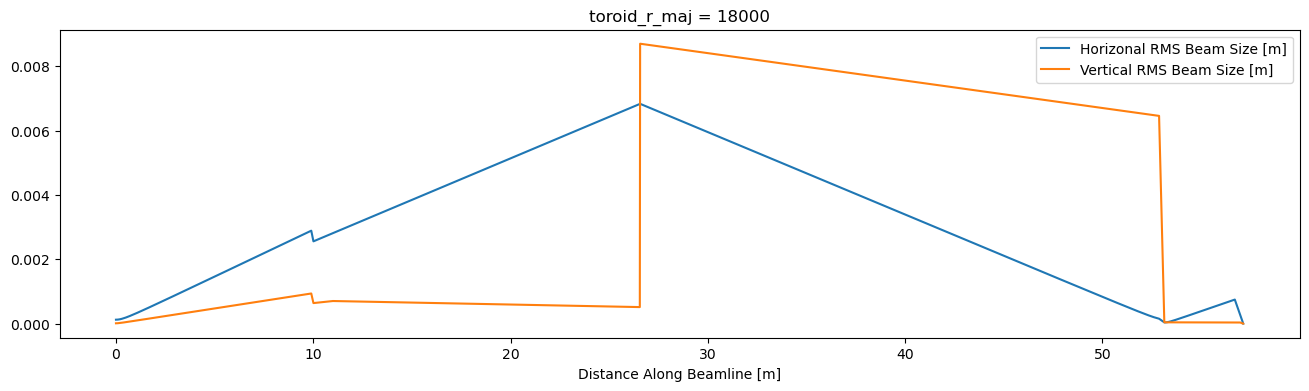 toroid_r_maj = 18000
Horizonal RMS Beam Size [m]
Vertical RMS Beam Size [m]
0.008
0.006
0.004
0.002
0.000
0 10 20 30 40 50
Distance Along Beamline [m]